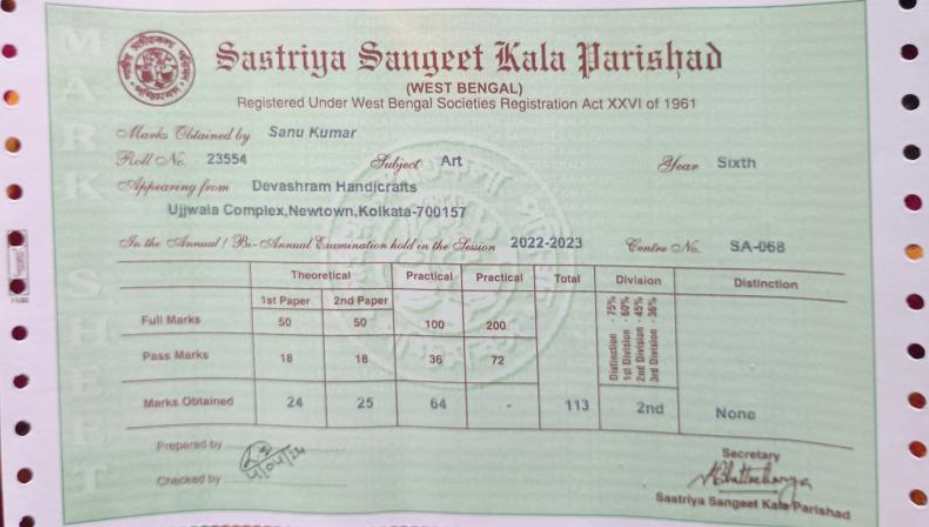 MARKSHEET
Sastriya Sangeet Kala Parishad
(WEST BENGAL)
Registered Under West Bengal Societies Registration Act XXVI of 1961
Marks Obtained by Sanu Kumar
Roll No. 23554 Subject Art Year Sixth
Appearing from Devashram Handicrafts
Ujjwala Complex,Newtown,Kolkata-700157
In the Annual / Bi-Annual Examination held in the Session 2022-2023 Centre No. SA-068
Theoretical Practical Practical Total Division Distinction
1st Paper 2nd Paper
Full Marks 50 50 100 200
Distinction - 75%
1st Division - 60%
2nd Division - 45%
3rd Division - 36%
Pass Marks 18 18 36 72
Marks Obtained 24 25 64 - 113 2nd None
Prepared by
4/04/24
Checked by
Secretary
Sastriya Sangeet Kala Parishad